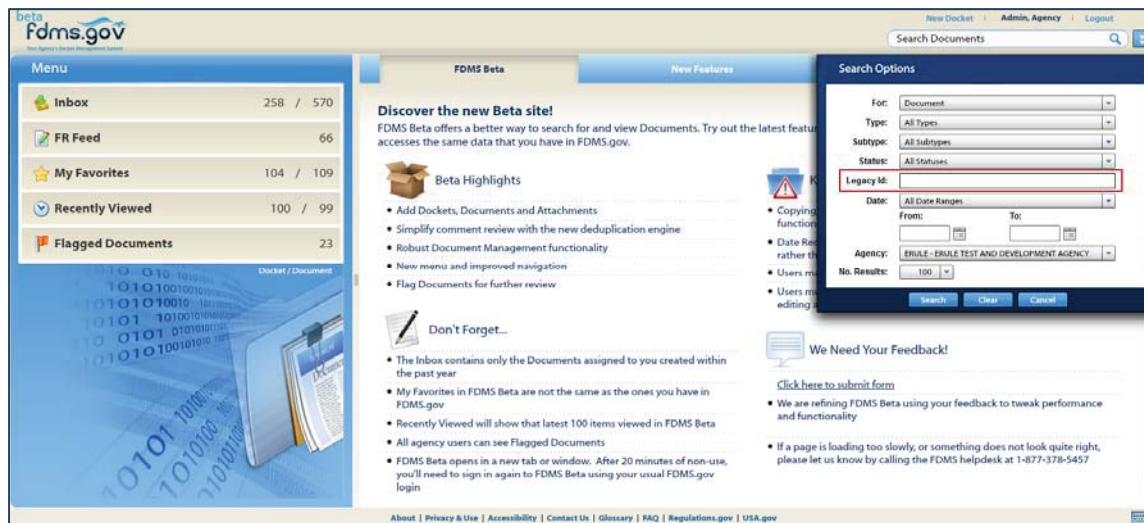 beta
fdms.gov
Your Agency's Docket Management System
New Docket | Admin, Agency | Logout
Search Documents
Menu
Inbox 258 / 570
FR Feed 66
My Favorites 104 / 109
Recently Viewed 100 / 99
Flagged Documents 23
Docket / Document
FDMS Beta
New Features
Discover the new Beta site!
FDMS Beta offers a better way to search for and view Documents. Try out the latest
accesses the same data that you have in FDMS.gov.
Beta Highlights
• Add Dockets, Documents and Attachments
• Simplify comment review with the new deduplication engine
• Robust Document Management functionality
• New menu and improved navigation
• Flag Documents for further review
Don't Forget...
• The Inbox contains only the Documents assigned to you created within
the past year
• My Favorites in FDMS Beta are not the same as the ones you have in
FDMS.gov
• Recently Viewed will show that latest 100 items viewed in FDMS Beta
• All agency users can see Flagged Documents
• FDMS Beta opens in a new tab or window. After 20 minutes of non-use,
you'll need to sign in again to FDMS Beta using your usual FDMS.gov
login
K
• Copying
function
• Date
rather
• Users
• Users
editing
Search Options
For: Document
Type: All Types
Subtype: All Subtypes
Status: All Statuses
Legacy Id:
Date: All Date Ranges
From: To:
Agency: ERULE - ERULE TEST AND DEVELOPMENT AGENCY
No. Results: 100
Search Clear Cancel
We Need Your Feedback!
Click here to submit form
• We are refining FDMS Beta using your feedback to tweak performance
and functionality
• If a page is loading too slowly, or something does not look quite right,
please let us know by calling the FDMS helpdesk at 1-877-378-5457
About | Privacy & Use | Accessibility | Contact Us | Glossary | FAQ | Regulations.gov | USA.gov